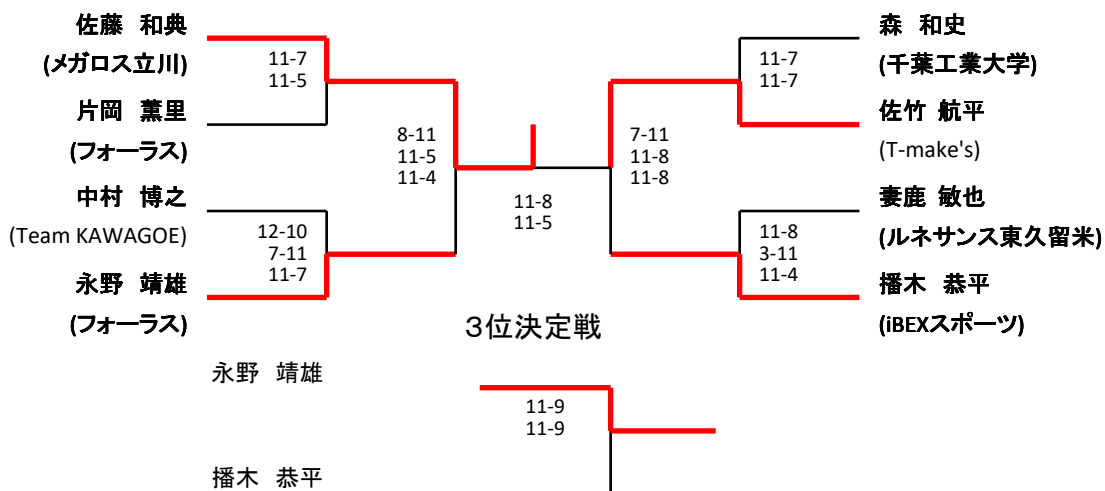 佐藤　和典
(メガロス立川)
11-7
11-5
片岡　薫里
(フォーラス)
8-11
11-5
11-4
中村　博之
(Team KAWAGOE)
12-10
7-11
11-7
永野　靖雄
(フォーラス)
11-8
11-5
森　和史
(千葉工業大学)
11-7
11-7
佐竹　航平
(T-make's)
7-11
11-8
11-8
妻鹿　敏也
(ルネサンス東久留米)
11-8
3-11
11-4
播木　恭平
(iBEXスポーツ)
３位決定戦
永野　靖雄
11-9
11-9
播木　恭平